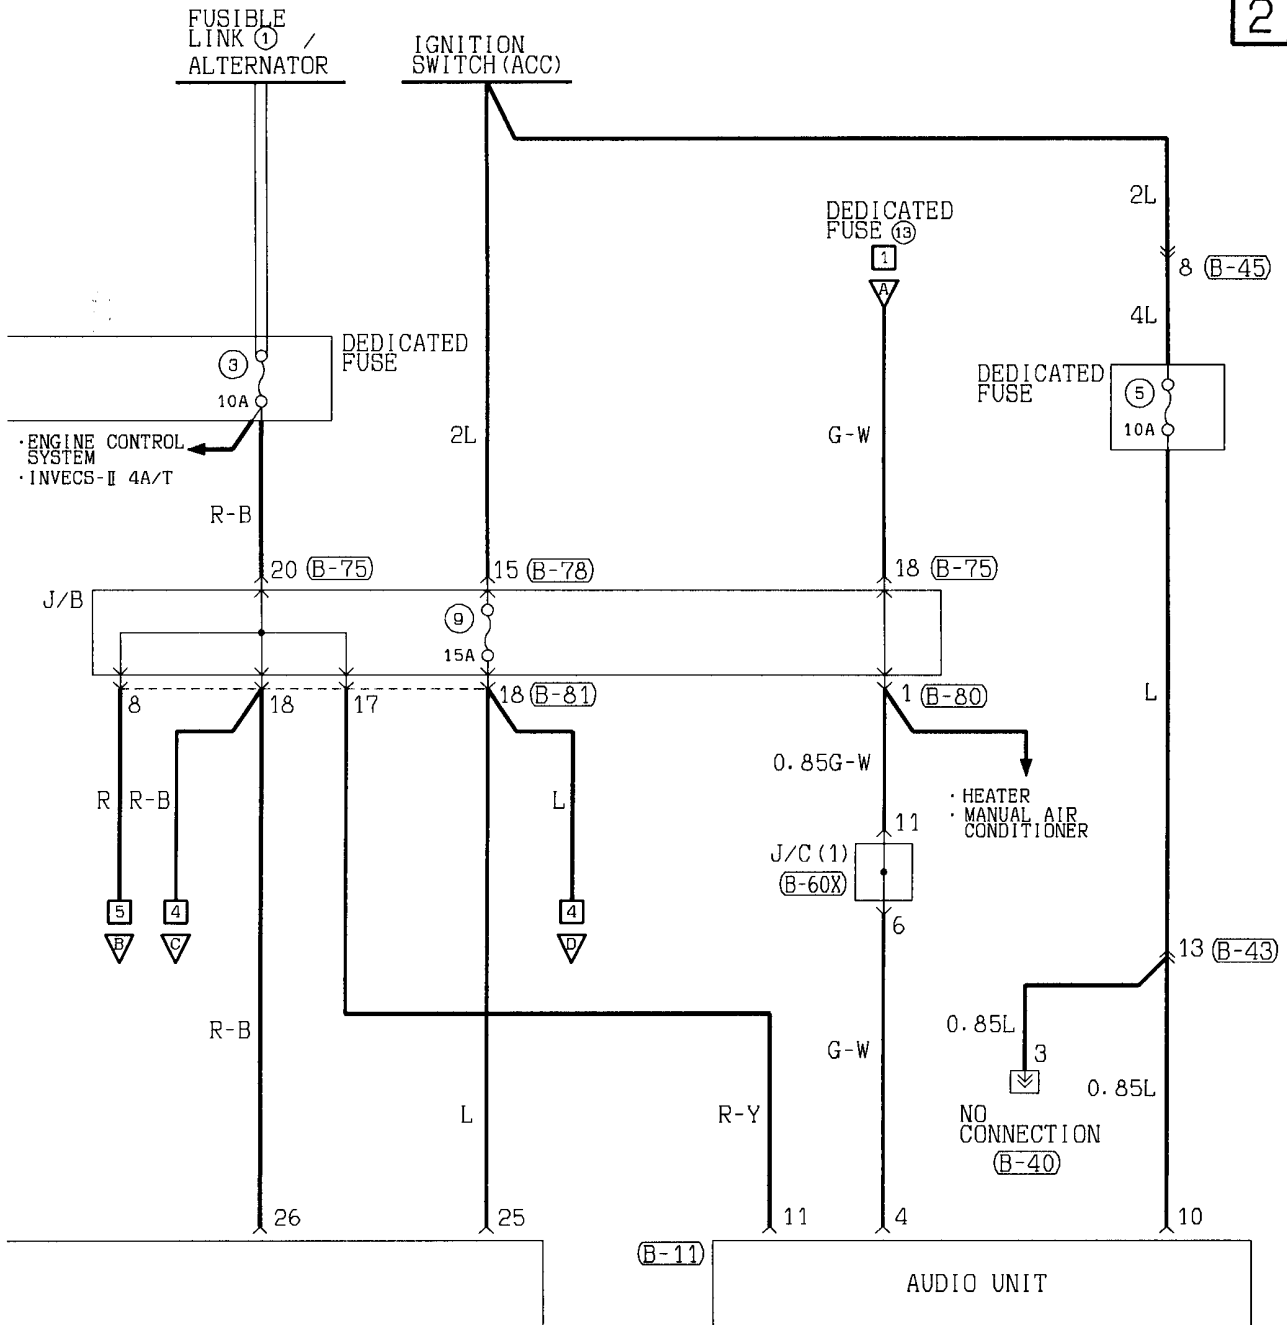 2
FUSIBLE
LINK ① /
ALTERNATOR
IGNITION
SWITCH(ACC)
2L
DEDICATED
FUSE ⑬
1
A
8 (B-45)
4L
DEDICATED
FUSE
3
10A
DEDICATED
FUSE
5
10A
·ENGINE CONTROL
SYSTEM
·INVECS-Ⅱ 4A/T
2L
G-W
R-B
20 (B-75)
15 (B-78)
18 (B-75)
J/B
9
15A
8
18
17
18 (B-81)
1 (B-80)
L
0.85G-W
R
R-B
L
·HEATER
·MANUAL AIR
CONDITIONER
11
J/C(1)
(B-60X)
6
5
B
4
C
4
D
13 (B-43)
R-B
G-W
0.85L
3
0.85L
L
R-Y
NO
CONNECTION
(B-40)
26
25
11
4
10
(B-11)
AUDIO UNIT